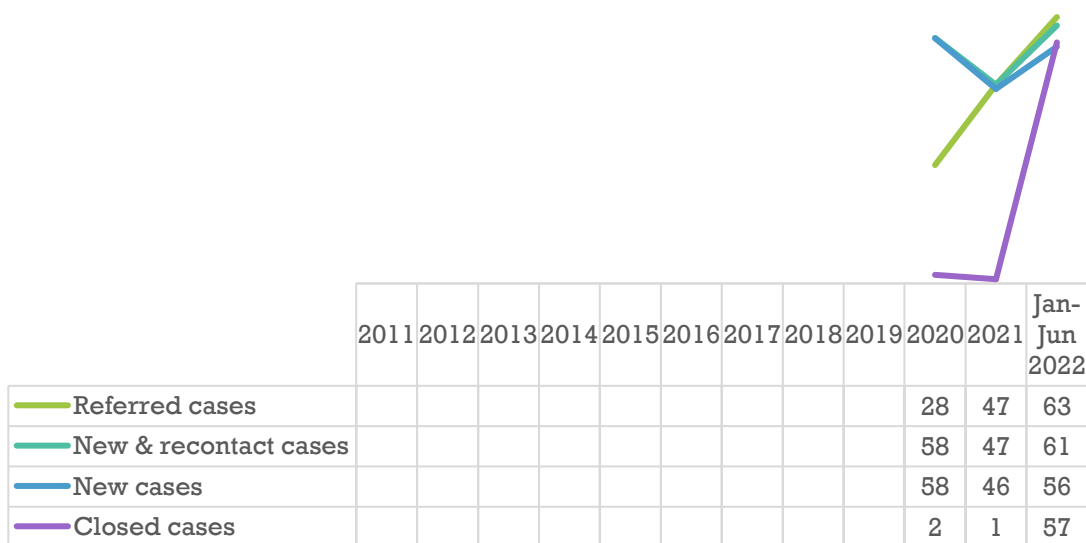 2011 2012 2013 2014 2015 2016 2017 2018 2019 2020 2021 Jan-Jun 2022
Referred cases 28 47 63
New & recontact cases 58 47 61
New cases 58 46 56
Closed cases 2 1 57